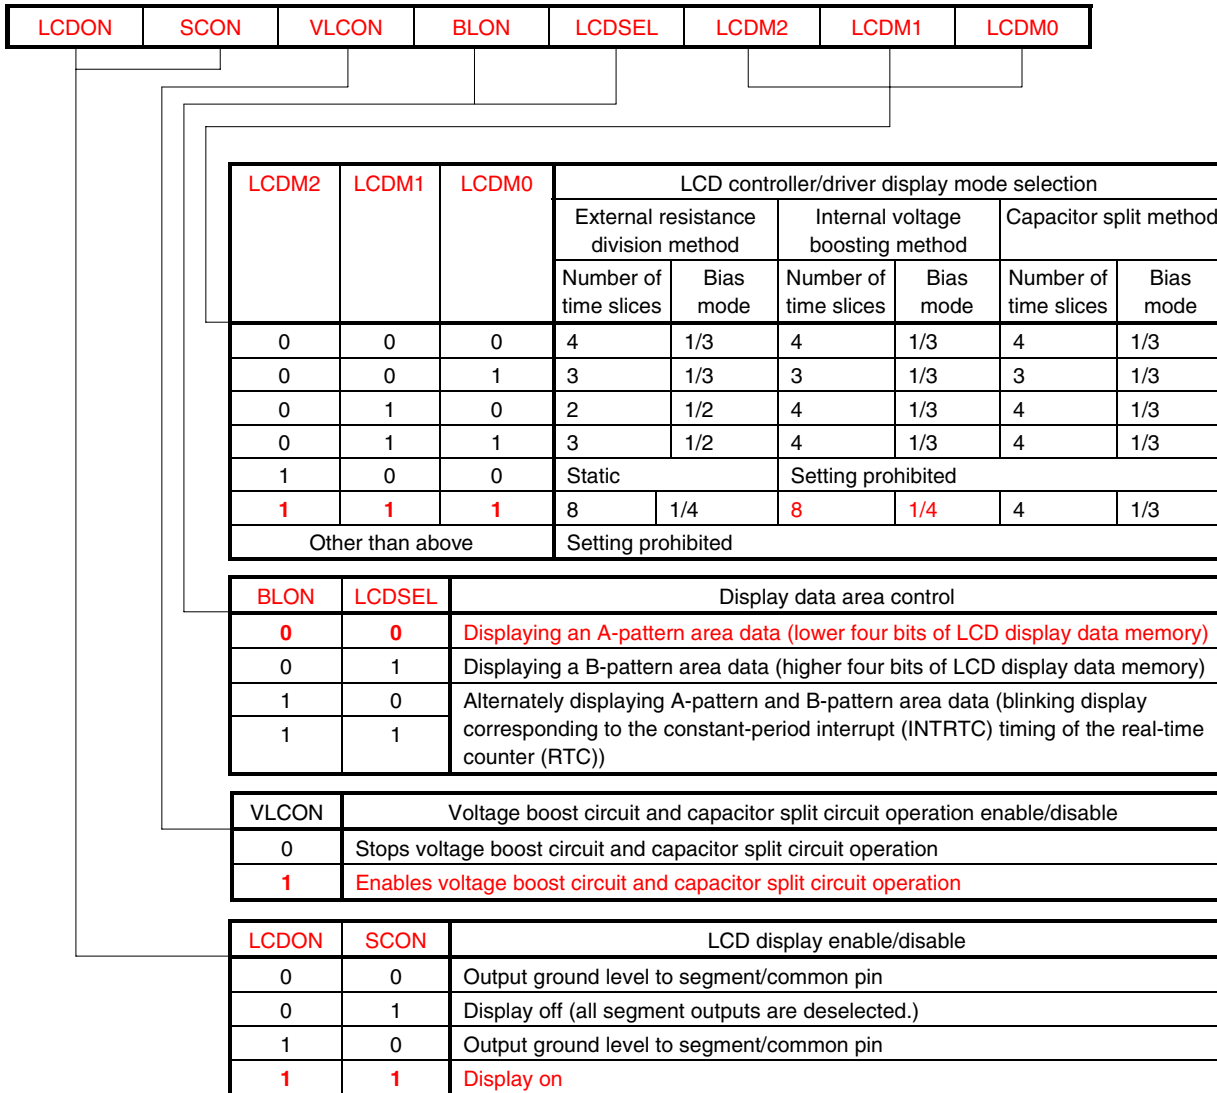 LCDON SCON VLCON BLON LCDSEL LCDM2 LCDM1 LCDM0
LCDM2 LCDM1 LCDM0 LCD controller/driver display mode selection
External resistance division method Internal voltage boosting method Capacitor split method
Number of time slices Bias mode Number of time slices Bias mode Number of time slices Bias mode
0 0 0 4 1/3 4 1/3 4 1/3
0 0 1 3 1/3 3 1/3 3 1/3
0 1 0 2 1/2 4 1/3 4 1/3
0 1 1 3 1/2 4 1/3 4 1/3
1 0 0 Static Setting prohibited
1 1 1 8 1/4 8 1/4 4 1/3
Other than above Setting prohibited
BLON LCDSEL Display data area control
0 0 Displaying an A-pattern area data (lower four bits of LCD display data memory)
0 1 Displaying a B-pattern area data (higher four bits of LCD display data memory)
1 0 Alternately displaying A-pattern and B-pattern area data (blinking display
1 1 corresponding to the constant-period interrupt (INTRTC) timing of the real-time
counter (RTC))
VLCON Voltage boost circuit and capacitor split circuit operation enable/disable
0 Stops voltage boost circuit and capacitor split circuit operation
1 Enables voltage boost circuit and capacitor split circuit operation
LCDON SCON LCD display enable/disable
0 0 Output ground level to segment/common pin
0 1 Display off (all segment outputs are deselected.)
1 0 Output ground level to segment/common pin
1 1 Display on